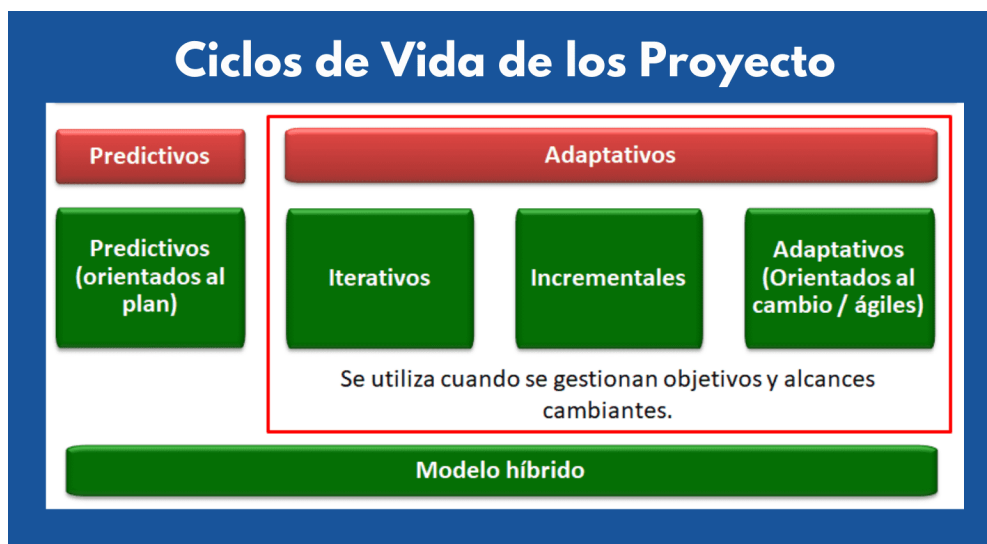 Ciclos de Vida de los Proyecto
Predictivos
Adaptativos
Predictivos
(orientados al
plan)
Iterativos
Incrementales
Adaptativos
(Orientados al
cambio / ágiles)
Se utiliza cuando se gestionan objetivos y alcances
cambiantes.
Modelo híbrido